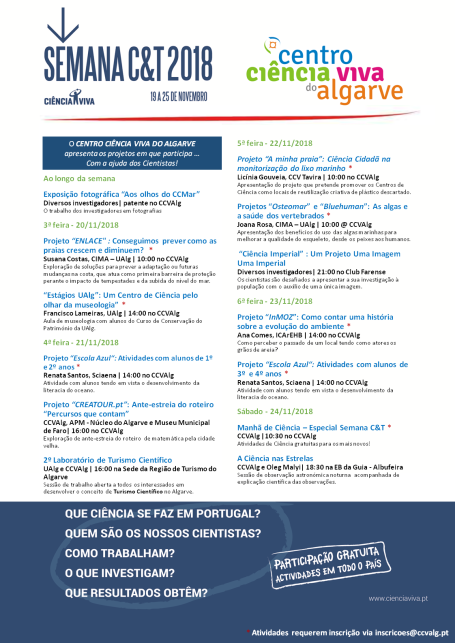 SEMANA C&T 2018
CIÊNCIA VIVA
19 A 25 DE NOVEMBRO
centro
ciência viva
do algarve
O CENTRO CIÊNCIA VIVA DO ALGARVE
apresenta os projetos em que participa ...
Com a ajuda dos Cientistas!
Ao longo da semana
Exposição fotográfica "Aos olhos do CCMar"
Diversos investigadores| patente no CCVAlg
O trabalho dos investigadores em fotografias
3ª feira - 20/11/2018
Projeto "ENLACE" : Conseguimos prever como as
praias crescem e diminuem? *
Susana Costas, CIMA – UAlg | 10:00 no CCVAlg
Exploração de soluções para prever a adaptação os futuras
mudanças na costa, que atua como primeira barreira de proteção
perante o impacto de tempestades e da subida do nível do mar.
"Estágios UAlg": Um Centro de Ciência pelo
olhar da museologia" *
Francisco Lameiras, UAlg | 14:00 no CCVAlg
Aula de museologia com alunos do Curso de Conservação do
Património da UAlg.
4ª feira - 21/11/2018
Projeto "Escola Azul": Atividades com alunos de 1º
e 2º anos *
Renata Santos, Sciaena | 14:00 no CCVAlg
Atividade com alunos tendo em vista o desenvolvimento da
literacia do oceano.
Projeto "CREATOUR.pt": Ante-estreia do roteiro
"Percursos que contam"
CCVAlg, APM - Núcleo do Algarve e Museu Municipal
de Faro| 16:00 no CCVAlg
Exploração de ante-estreia do roteiro de matemática pela cidade
velha.
2º Laboratório de Turismo Cientifico
UAlg e CCVAlg| 16:00 na Sede da Região de Turismo do
Algarve
Sessão de trabalho aberta a todos os interessados em
desenvolver o conceito de Turismo Científico no Algarve.
5ª feira - 22/11/2018
Projeto "A minha praia": Ciência Cidadã na
monitorização do lixo marinho *
Licínia Gouveia, CCV Tavira | 10:00 no CCVAlg
Apresentação do projeto que pretende promover os Centros de
Ciência como locais de reutilização criativa de plástico descartado.
Projetos "Osteomar" e "Bluehuman": As algas e
a saúde dos vertebrados *
Joana Rosa, CIMA – UAlg | 10:00 @ CCVAlg
Apresentação dos benefícios do uso das algas marinhas para
melhorar a qualidade do esqueleto, desde os peixes aos humanos.
"Ciência Imperial" : Um Projeto Uma Imagem
Uma Imperial
Diversos investigadores | 21:00 no Club Farense
Os cientistas são desafiados a apresentar a sua investigação à
população com o auxílio de uma única imagem.
6ª feira - 23/11/2018
Projeto "InMOZ": Como contar uma história
sobre a evolução do ambiente *
Ana Comes, ICArEHB | 14:00 no CCVAlg
Como perceber o passado de um local tendo como atores os
grãos de areia?
Projeto "Escola Azul": Atividades com alunos de
3º e 4º anos *
Renata Santos, Sciaena | 14:00 no CCVAlg
Atividade com alunos tendo em vista o desenvolvimento da
literacia do oceano.
Sábado - 24/11/2018
Manhã de Ciência – Especial Semana C&T *
CCVAlg |10:30 no CCVAlg
Atividades de Ciência gratuitas para os mais novos!
A Ciência nas Estrelas
CCVAlg e Oleg Malyi| 18:30 na EB da Guia - Albufeira
Sessão de observação astronómica noturna acompanhada de
explicação científica das observações.
QUE CIÊNCIA SE FAZ EM PORTUGAL?
QUEM SÃO OS NOSSOS CIENTISTAS?
COMO TRABALHAM?
O QUE INVESTIGAM?
QUE RESULTADOS OBTÊM?
PARTICIPAÇÃO GRATUITA
ACTIVIDADES EM TODO O PAÍS
www.cienciaviva.pt
* Atividades requerem inscrição via inscricoes@ccvalg.pt